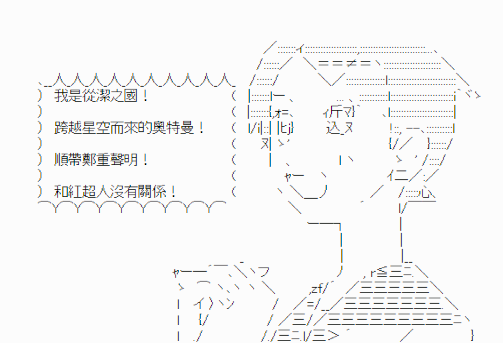 我是從潔之國！
跨越星空而來的奧特曼！
順帶鄭重聲明！
和紅超人沒有關係！